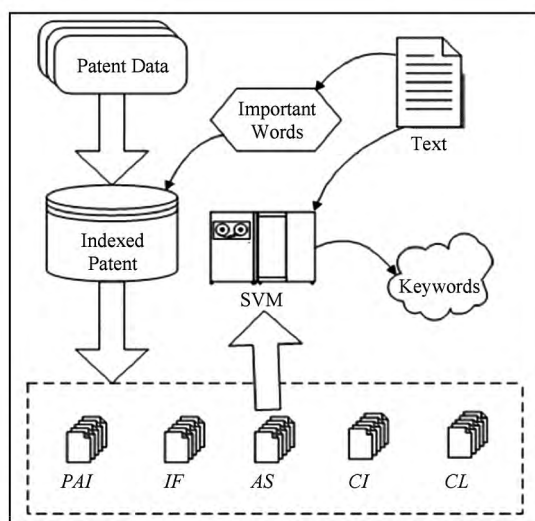 Patent Data
Important
Words
Text
Indexed
Patent
SVM
Keywords
PAI
IF
AS
CI
CL